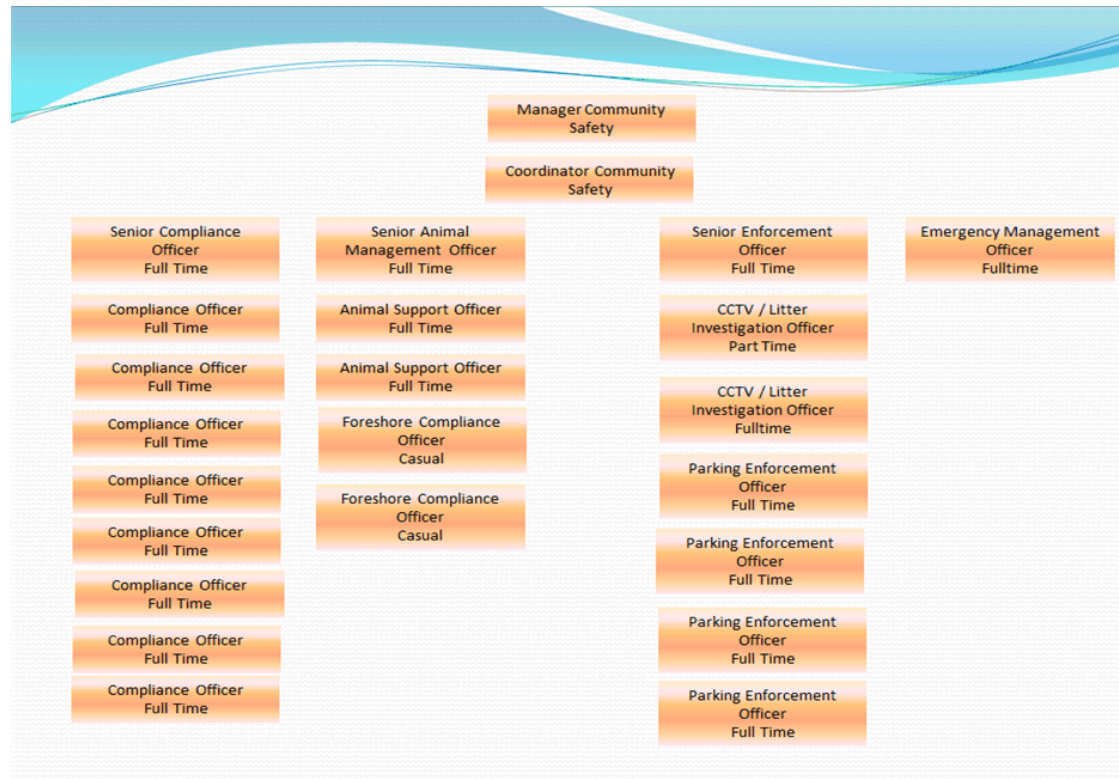 Manager Community
Safety
Coordinator Community
Safety
Senior Compliance
Officer
Full Time
Compliance Officer
Full Time
Compliance Officer
Full Time
Compliance Officer
Full Time
Compliance Officer
Full Time
Compliance Officer
Full Time
Compliance Officer
Full Time
Compliance Officer
Full Time
Compliance Officer
Full Time
Senior Animal
Management Officer
Full Time
Animal Support Officer
Full Time
Animal Support Officer
Full Time
Foreshore Compliance
Officer
Casual
Foreshore Compliance
Officer
Casual
Senior Enforcement
Officer
Full Time
CCTV / Litter
Investigation Officer
Part Time
CCTV / Litter
Investigation Officer
Fulltime
Parking Enforcement
Officer
Full Time
Parking Enforcement
Officer
Full Time
Parking Enforcement
Officer
Full Time
Parking Enforcement
Officer
Full Time
Emergency Management
Officer
Fulltime